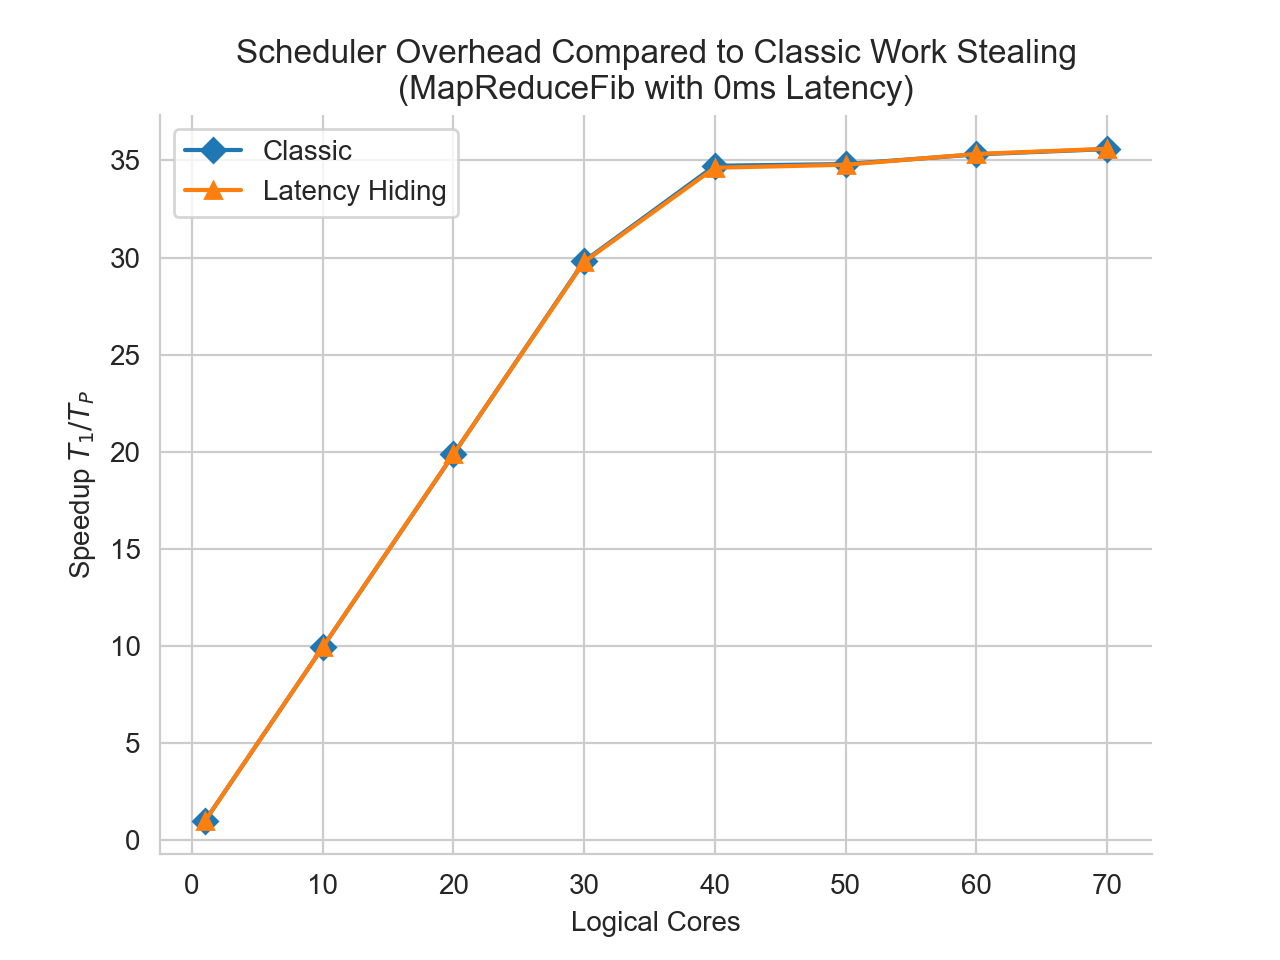 Scheduler Overhead Compared to Classic Work Stealing
(MapReduceFib with 0ms Latency)
Classic
Latency Hiding
Speedup T₁/Tₚ
35
30
25
20
15
10
5
0
0 10 20 30 40 50 60 70
Logical Cores